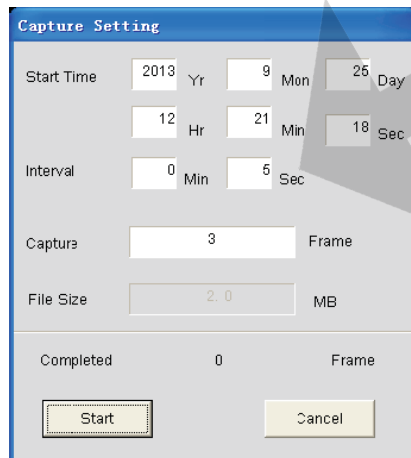 Capture Setting
Start Time 2013 Yr 9 Mon 25 Day
12 Hr 21 Min 18 Sec
Interval 0 Min 5 Sec
Capture 3 Frame
File Size 2.0 MB
Completed 0 Frame
Start Cancel